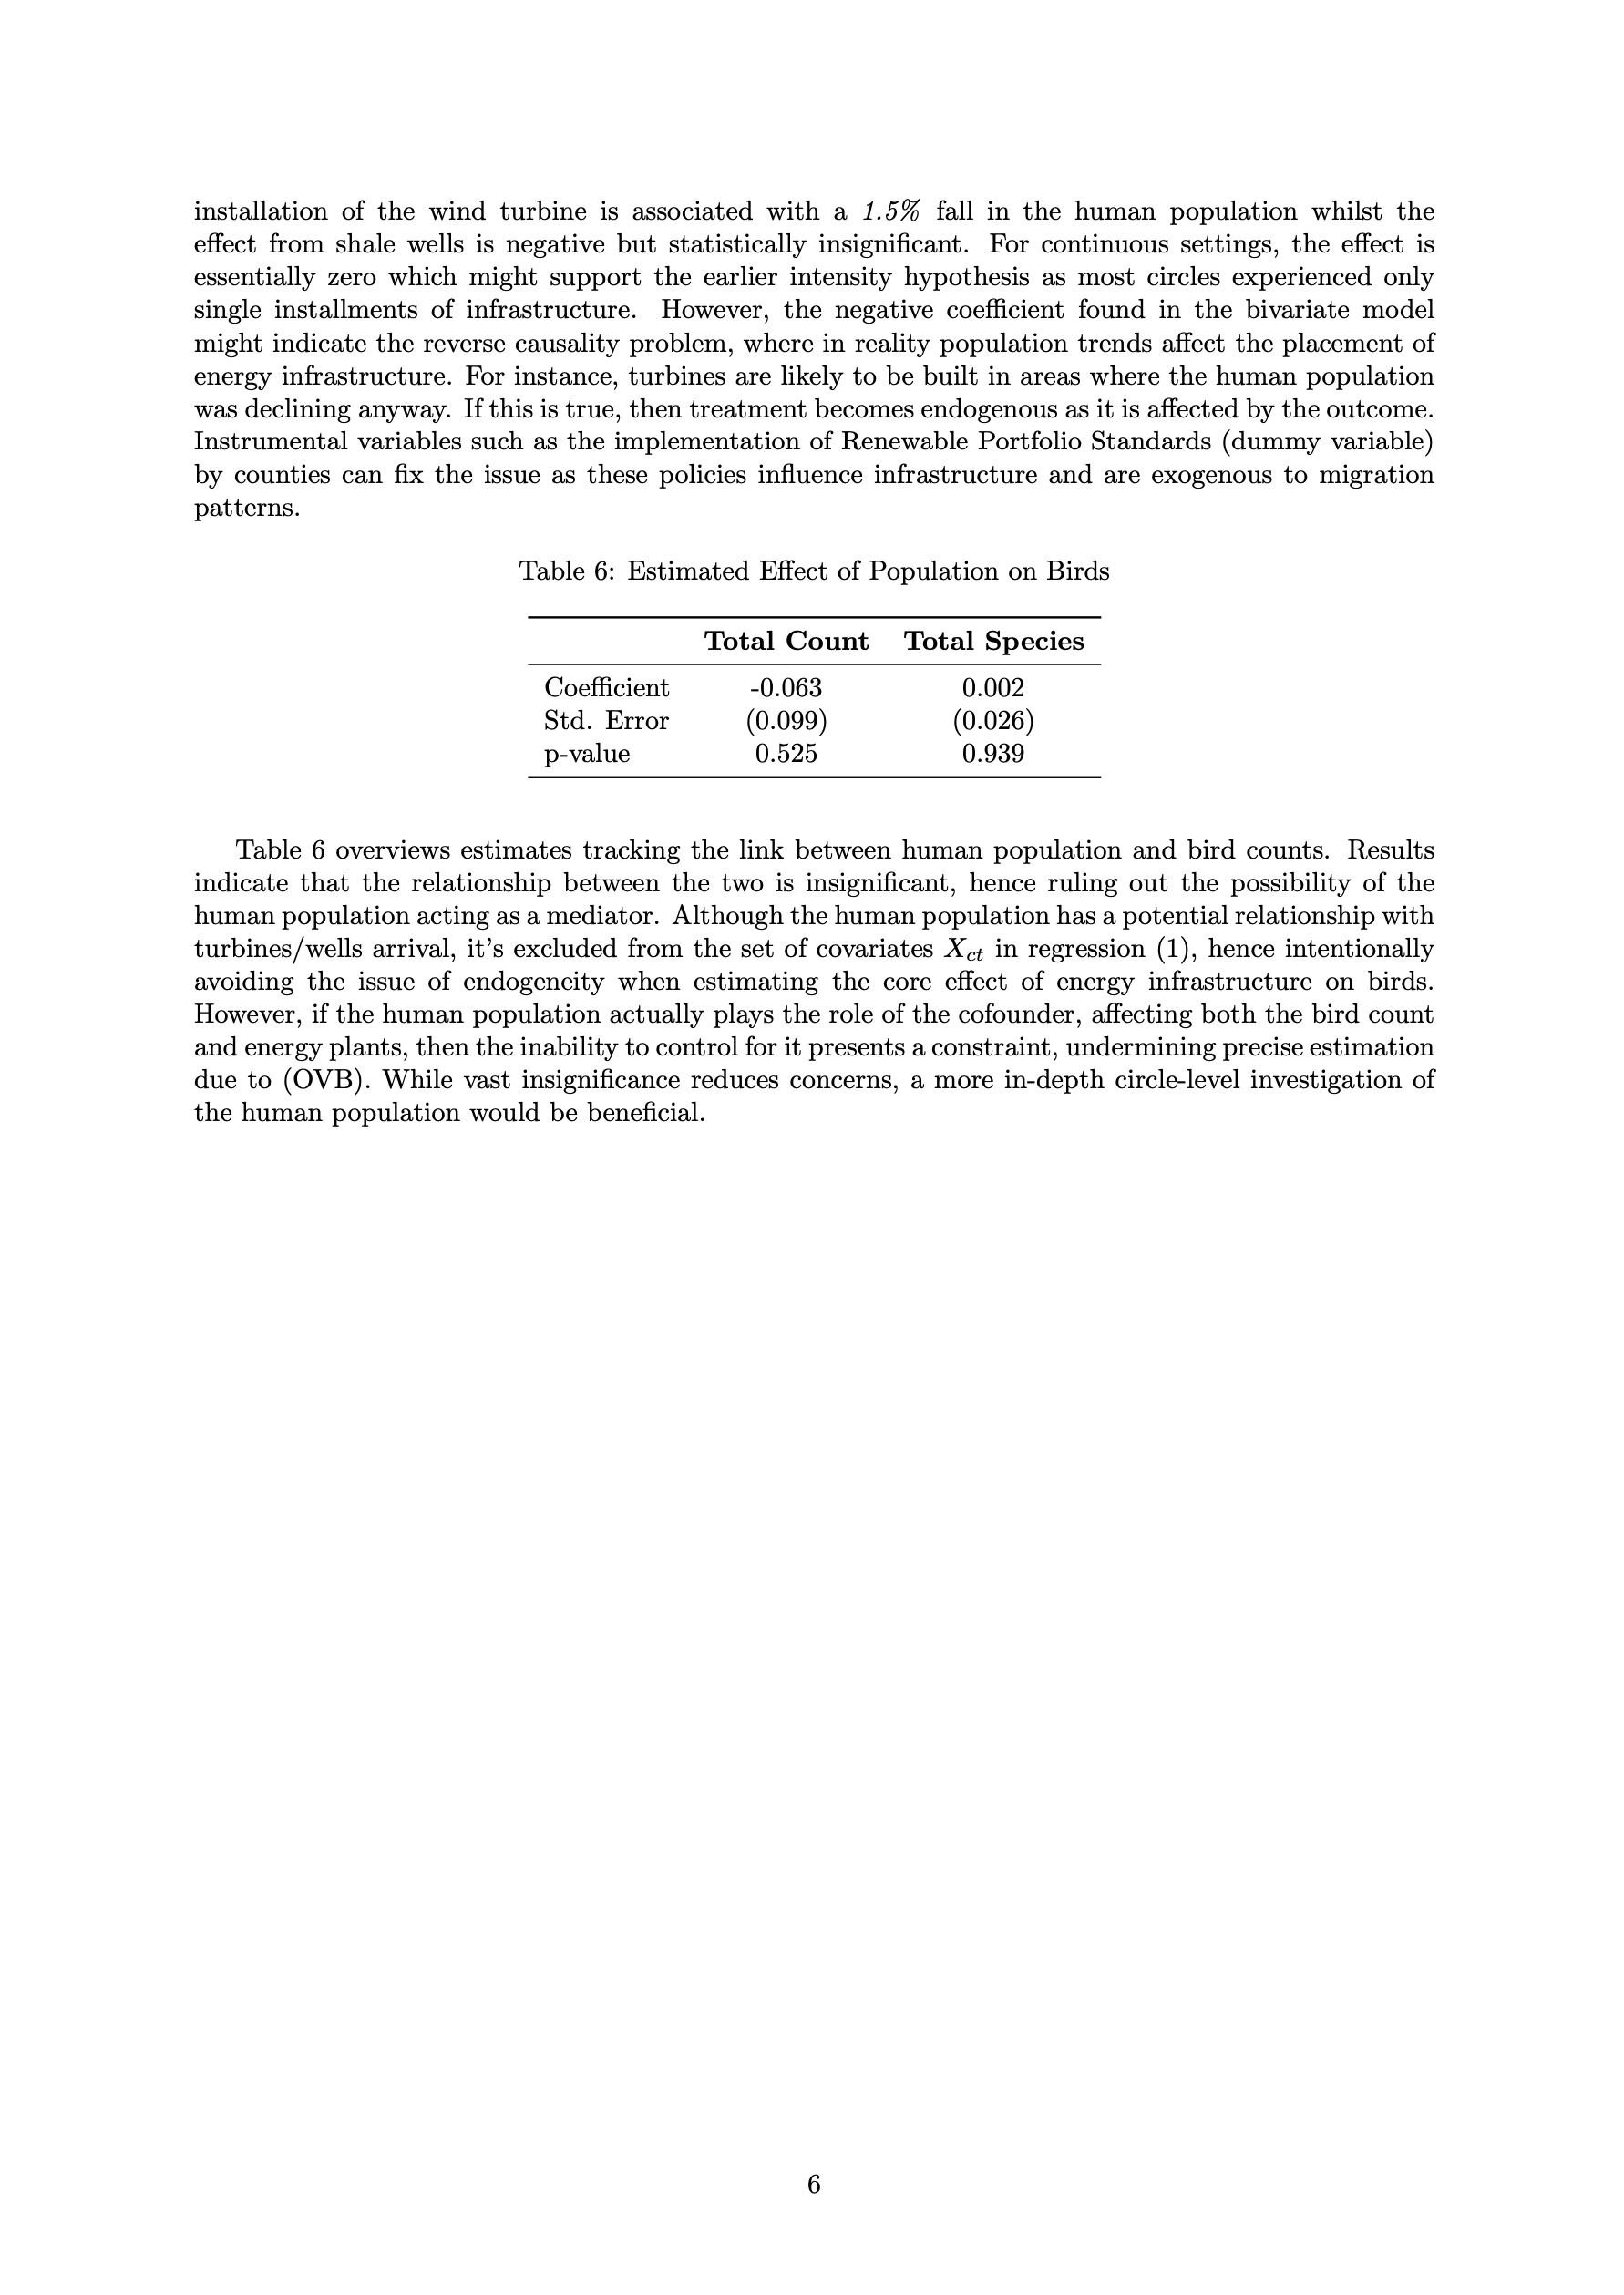 installation of the wind turbine is associated with a 1.5% fall in the human population whilst the
effect from shale wells is negative but statistically insignificant. For continuous settings, the effect is
essentially zero which might support the earlier intensity hypothesis as most circles experienced only
single installments of infrastructure. However, the negative coefficient found in the bivariate model
might indicate the reverse causality problem, where in reality population trends affect the placement of
energy infrastructure. For instance, turbines are likely to be built in areas where the human population
was declining anyway. If this is true, then treatment becomes endogenous as it is affected by the outcome.
Instrumental variables such as the implementation of Renewable Portfolio Standards (dummy variable)
by counties can fix the issue as these policies influence infrastructure and are exogenous to migration
patterns.
Table 6: Estimated Effect of Population on Birds
Total Count Total Species
Coefficient -0.063 0.002
Std. Error (0.099) (0.026)
p-value 0.525 0.939
Table 6 overviews estimates tracking the link between human population and bird counts. Results
indicate that the relationship between the two is insignificant, hence ruling out the possibility of the
human population acting as a mediator. Although the human population has a potential relationship with
turbines/wells arrival, it's excluded from the set of covariates Xct in regression (1), hence intentionally
avoiding the issue of endogeneity when estimating the core effect of energy infrastructure on birds.
However, if the human population actually plays the role of the cofounder, affecting both the bird count
and energy plants, then the inability to control for it presents a constraint, undermining precise estimation
due to (OVB). While vast insignificance reduces concerns, a more in-depth circle-level investigation of
the human population would be beneficial.
6